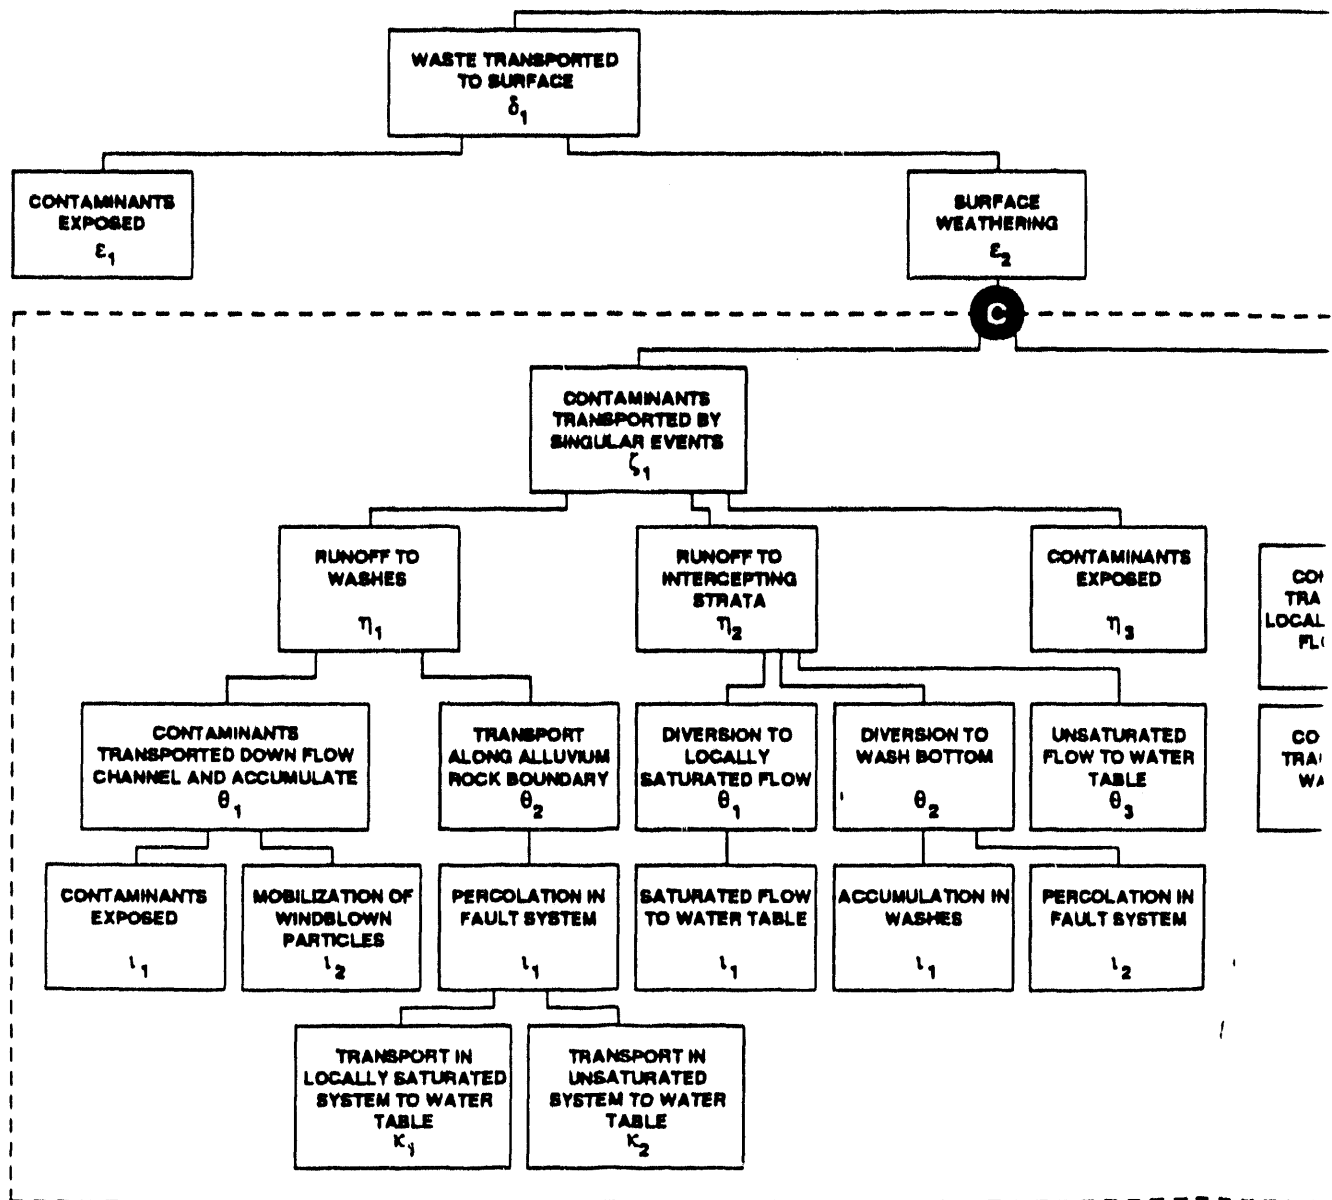 WASTE TRANSPORTED
TO SURFACE
δ1
CONTAMINANTS
EXPOSED
ε1
SURFACE
WEATHERING
ε2
C
CONTAMINANTS
TRANSPORTED BY
SINGULAR EVENTS
ζ1
RUNOFF TO
WASHES
η1
RUNOFF TO
INTERCEPTING
STRATA
η2
CONTAMINANTS
EXPOSED
η3
LOCAL
CONTAMINANTS
TRANSPORTED DOWN FLOW
CHANNEL AND ACCUMULATE
θ1
TRANSPORT
ALONG ALLUVIUM
ROCK BOUNDARY
θ2
DIVERSION TO
LOCALLY
SATURATED FLOW
θ1
DIVERSION TO
WASH BOTTOM
θ2
UNSATURATED
FLOW TO WATER
TABLE
θ3
CONTAMINANTS
EXPOSED
ι1
MOBILIZATION OF
WINDBLOWN
PARTICLES
ι2
PERCOLATION IN
FAULT SYSTEM
ι1
SATURATED FLOW
TO WATER TABLE
ι1
ACCUMULATION IN
WASHES
ι1
PERCOLATION IN
FAULT SYSTEM
ι2
TRANSPORT IN
LOCALLY SATURATED
SYSTEM TO WATER
TABLE
κ1
TRANSPORT IN
UNSATURATED
SYSTEM TO WATER
TABLE
κ2